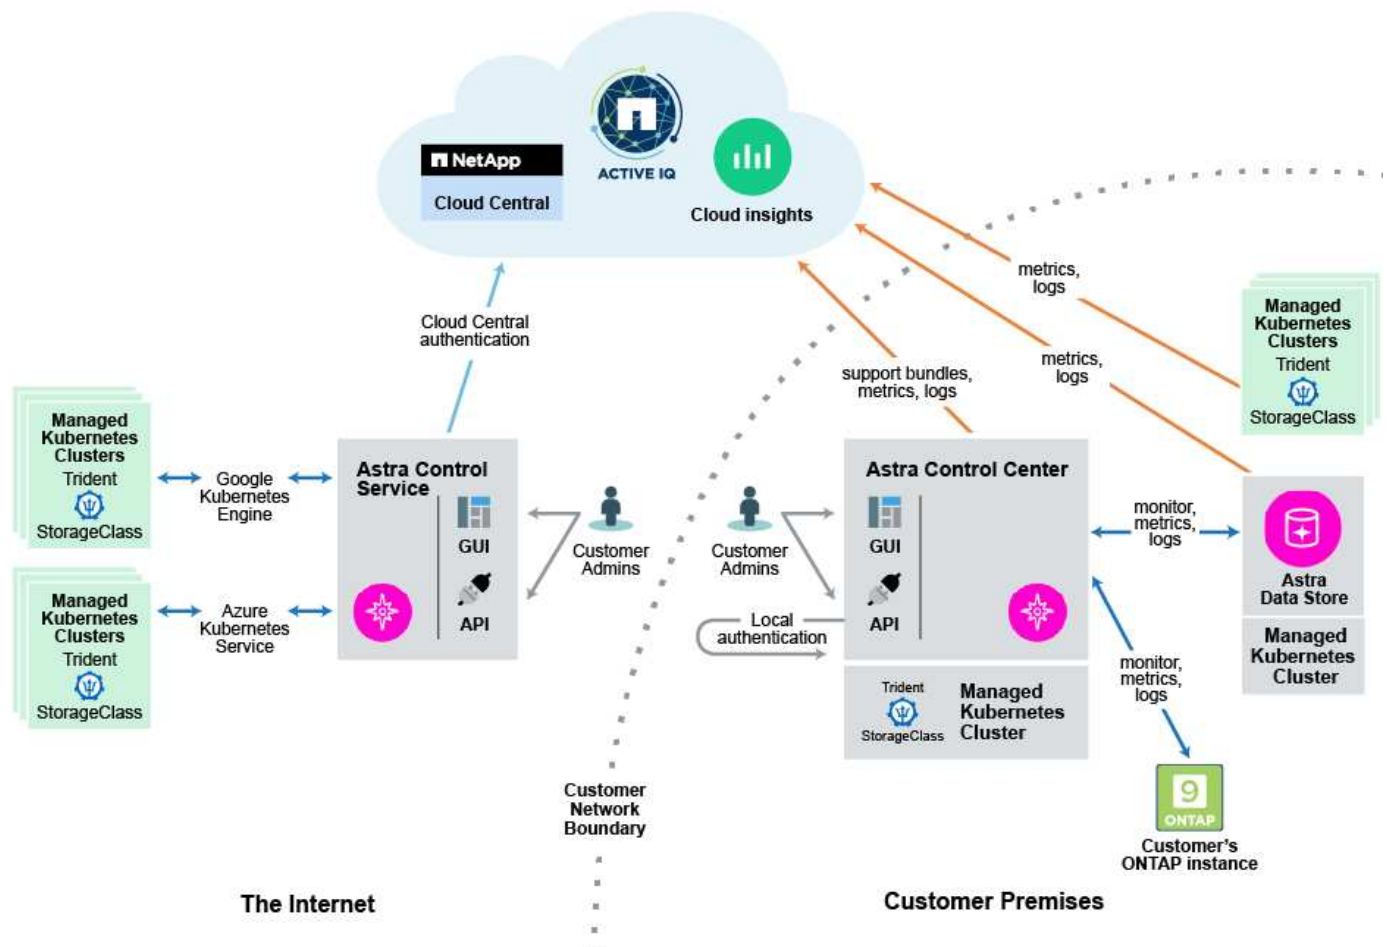 ACTIVE IQ
NetApp
Cloud Central
Cloud insights
metrics,
logs
Cloud Central
authentication
support bundles,
metrics, logs
metrics,
logs
Managed
Kubernetes
Clusters
Trident
StorageClass
Managed
Kubernetes
Clusters
Trident
StorageClass
Google
Kubernetes
Engine
Astra Control
Service
GUI
API
Customer
Admins
Customer
Admins
Astra Control Center
GUI
API
monitor,
metrics,
logs
Astra
Data Store
Managed
Kubernetes
Cluster
Managed
Kubernetes
Clusters
Trident
StorageClass
Azure
Kubernetes
Service
Local
authentication
Trident
StorageClass
Managed
Kubernetes
Cluster
monitor,
metrics,
logs
9
ONTAP
Customer's
ONTAP instance
Customer
Network
Boundary
The Internet
Customer Premises